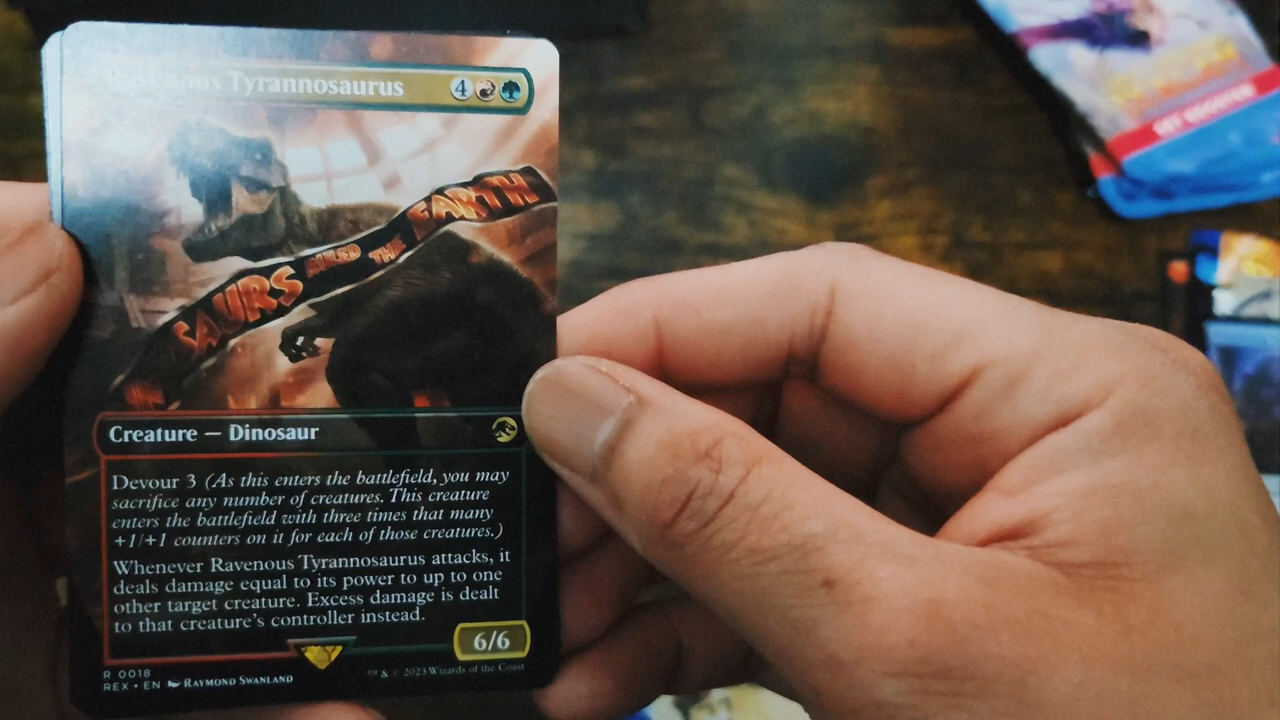 Tyrannosaurus 4
SAURS RULED THE EARTH
Creature — Dinosaur
Devour 3 (As this enters the battlefield, you may
sacrifice any number of creatures. This creature
enters the battlefield with three times that many
+1/+1 counters on it for each of those creatures.)
Whenever Ravenous Tyrannosaurus attacks, it
deals damage equal to its power to up to one
other target creature. Excess damage is dealt
to that creature's controller instead.
6/6
R 0018
REX • EN RAYMOND SWANLAND
™ & © 2023 Wizards of the Coast
SET BOOSTER